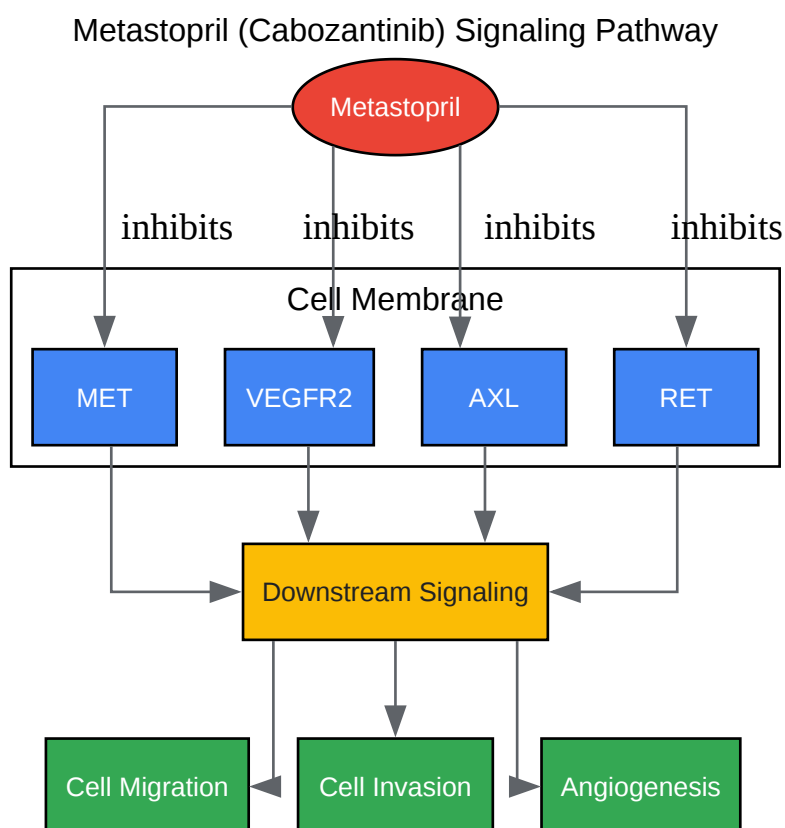 Metastopril (Cabozantinib) Signaling Pathway
Metastopril
inhibits inhibits inhibits inhibits
Cell Membrane
MET VEGFR2 AXL RET
Downstream Signaling
Cell Migration Cell Invasion Angiogenesis